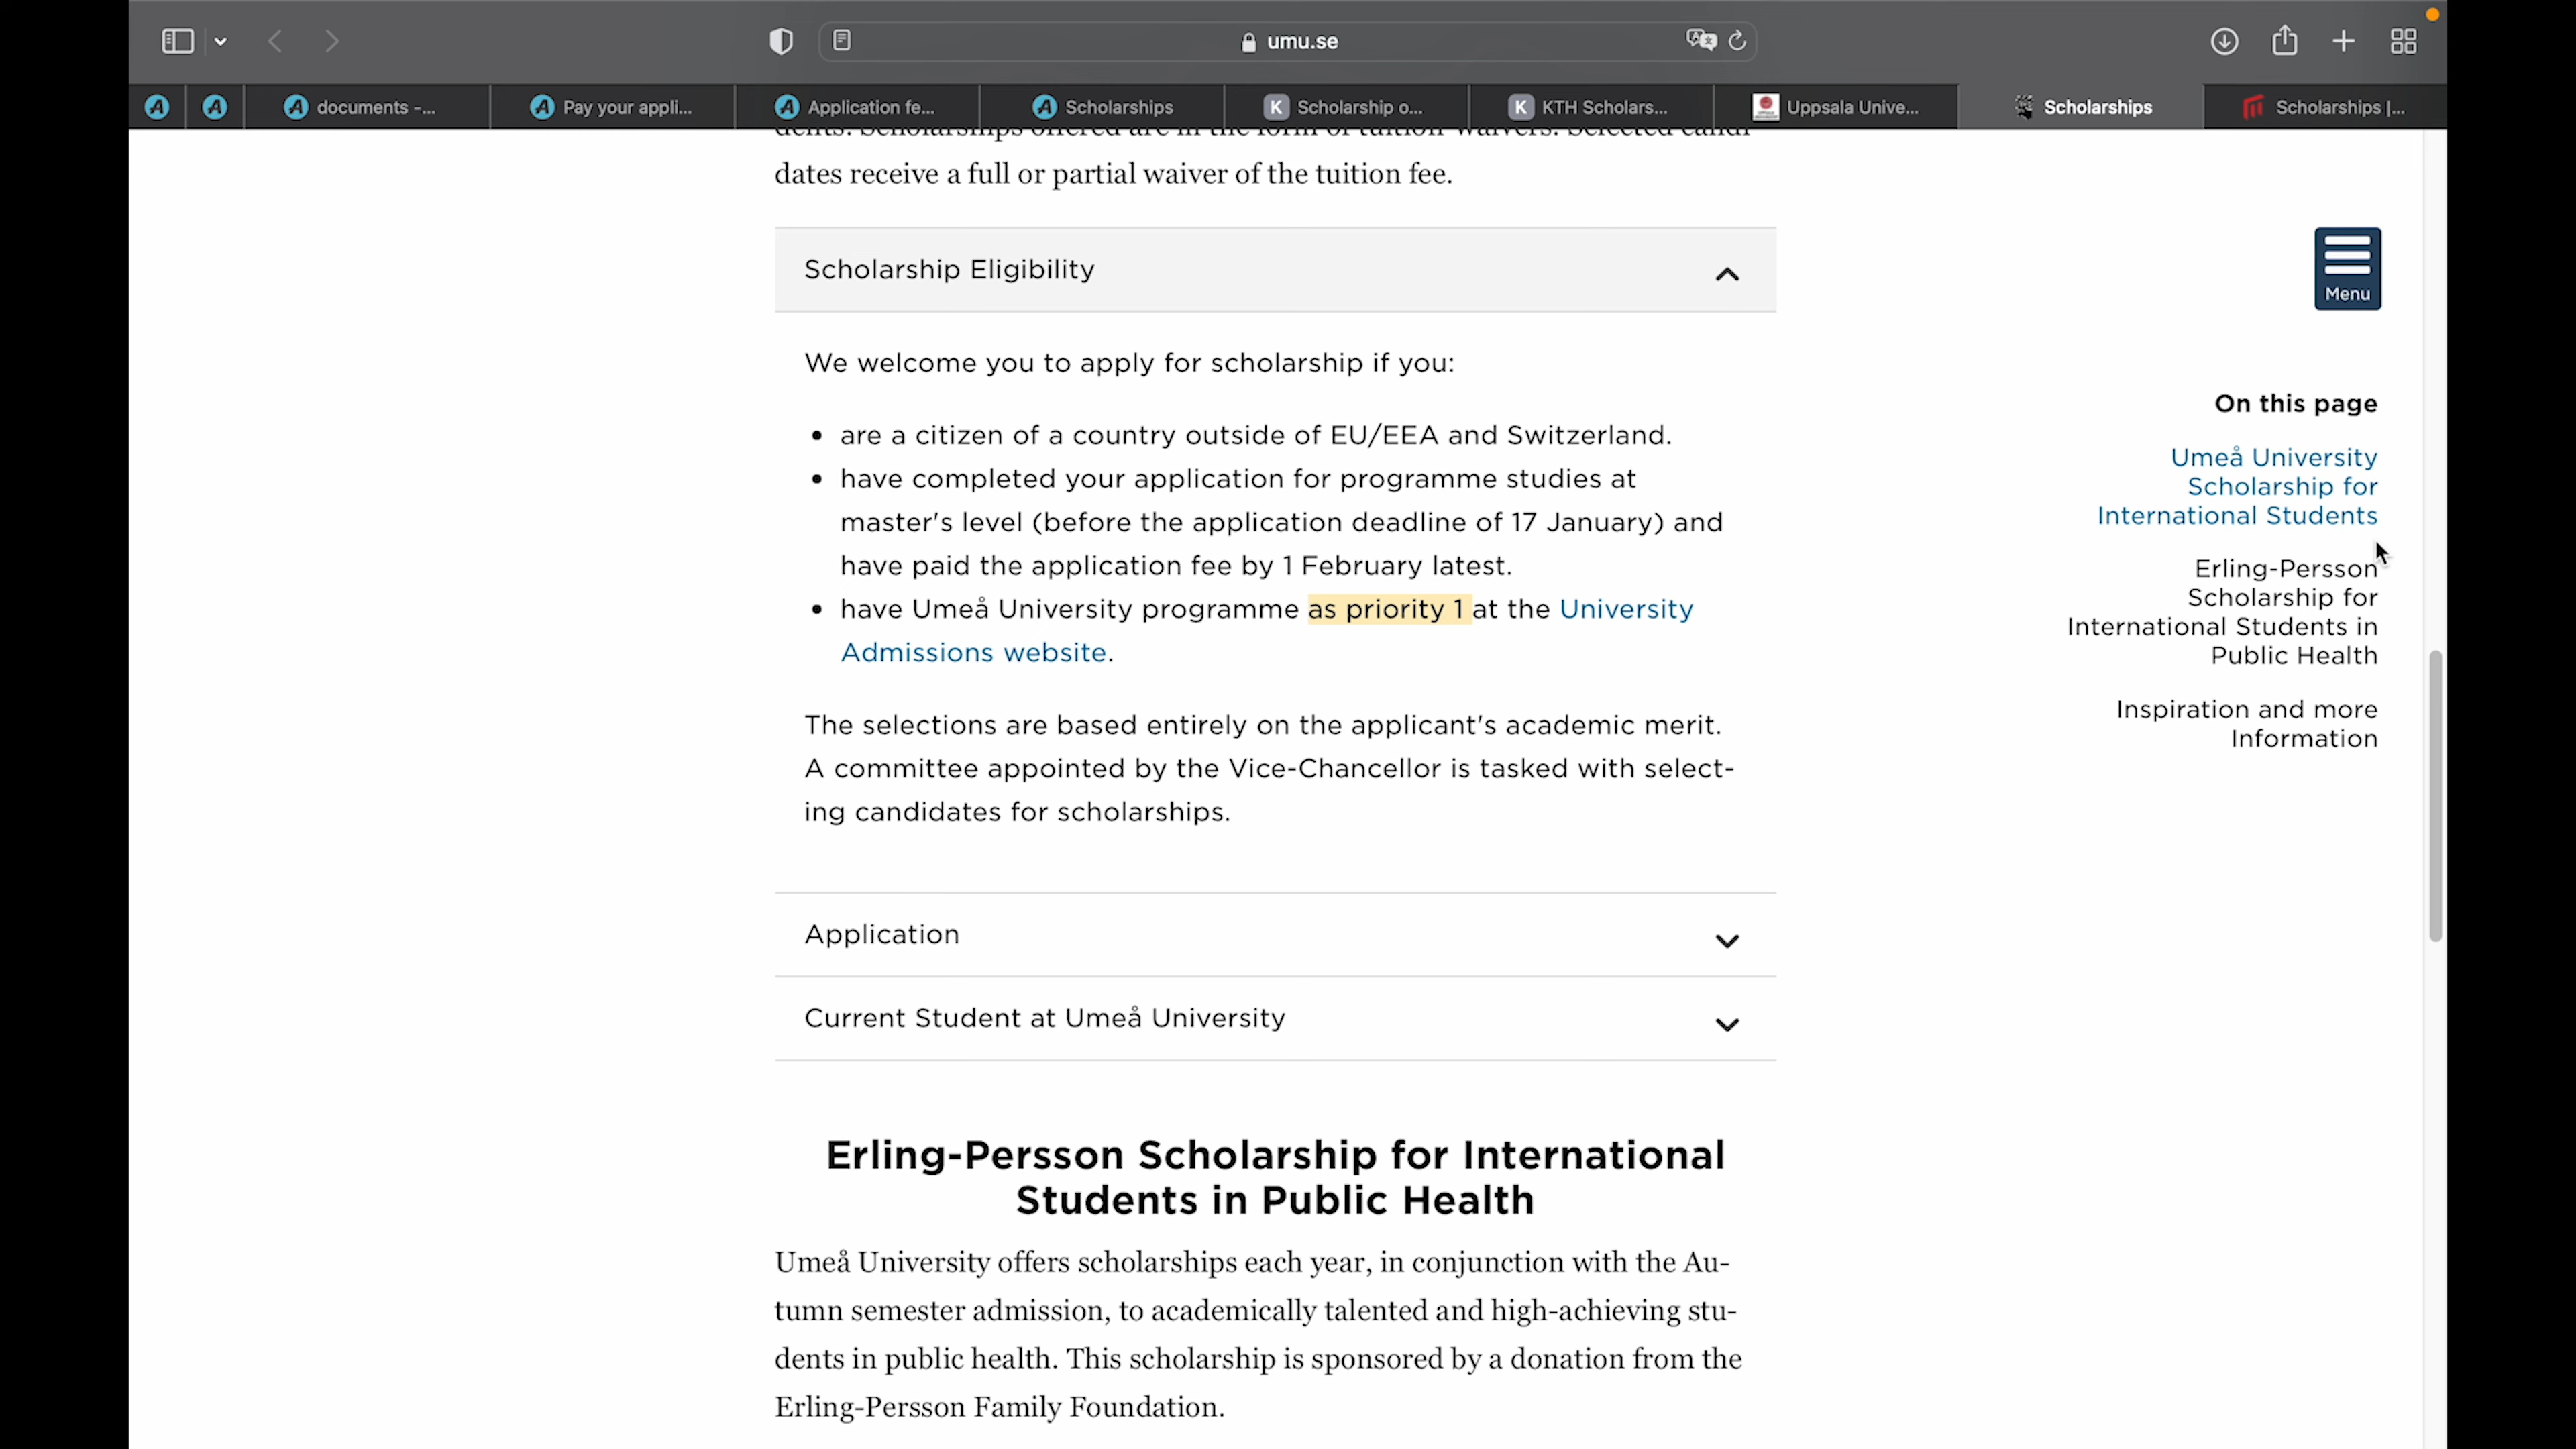 umu.se
documents -...
Pay your appli...
Application fe...
Scholarships
Scholarship o...
KTH Scholars...
Uppsala Unive...
Scholarships
Scholarships |...
dents. Scholarships offered are in the form of tuition waivers. Selected candi-
dates receive a full or partial waiver of the tuition fee.
Scholarship Eligibility
Menu
We welcome you to apply for scholarship if you:
• are a citizen of a country outside of EU/EEA and Switzerland.
• have completed your application for programme studies at
master's level (before the application deadline of 17 January) and
have paid the application fee by 1 February latest.
• have Umeå University programme as priority 1 at the University
Admissions website.
The selections are based entirely on the applicant's academic merit.
A committee appointed by the Vice-Chancellor is tasked with select-
ing candidates for scholarships.
Application
Current Student at Umeå University
Erling-Persson Scholarship for International
Students in Public Health
Umeå University offers scholarships each year, in conjunction with the Au-
tumn semester admission, to academically talented and high-achieving stu-
dents in public health. This scholarship is sponsored by a donation from the
Erling-Persson Family Foundation.
On this page
Umeå University
Scholarship for
International Students
Erling-Persson
Scholarship for
International Students in
Public Health
Inspiration and more
Information